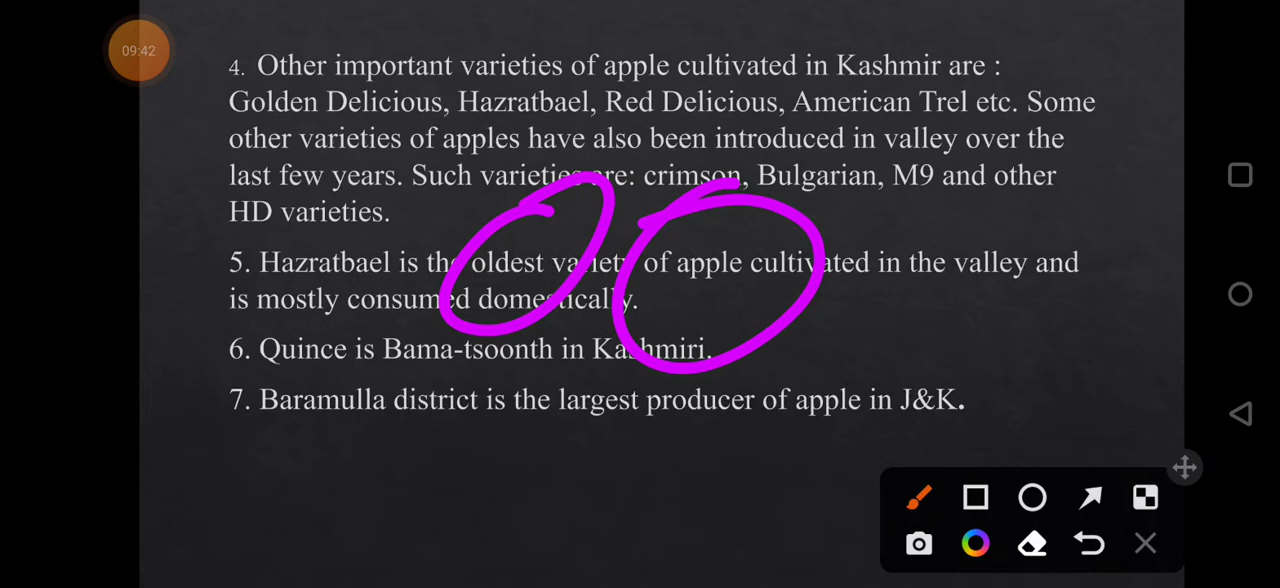 09:42
4. Other important varieties of apple cultivated in Kashmir are :
Golden Delicious, Hazratbael, Red Delicious, American Trel etc. Some
other varieties of apples have also been introduced in valley over the
last few years. Such varieties are: crimson, Bulgarian, M9 and other
HD varieties.
5. Hazratbael is the oldest variety of apple cultivated in the valley and
is mostly consumed domestically.
6. Quince is Bama-tsoonth in Kashmiri.
7. Baramulla district is the largest producer of apple in J&K.